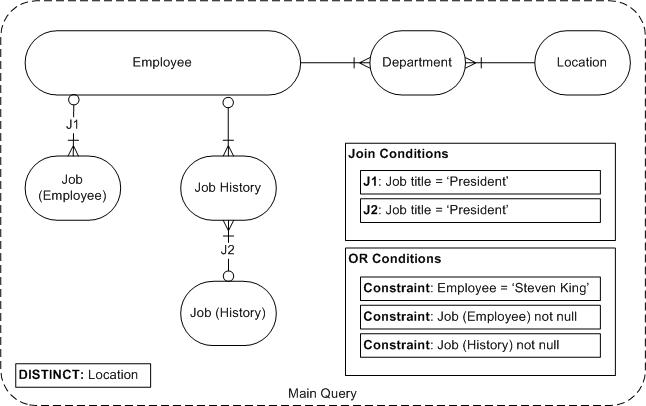 Employee
Department
Location
J1
Job
(Employee)
Job History
J2
Job (History)
Join Conditions
J1: Job title = ‘President’
J2: Job title = ‘President’
OR Conditions
Constraint: Employee = ‘Steven King’
Constraint: Job (Employee) not null
Constraint: Job (History) not null
DISTINCT: Location
Main Query